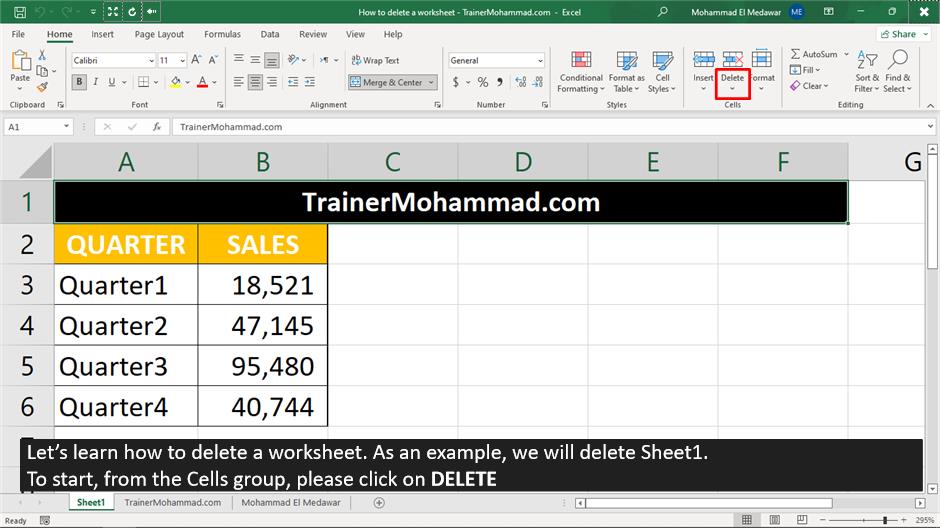 How to delete a worksheet - TrainerMohammad.com - Excel
Mohammad El Medawar ME
File Home Insert Page Layout Formulas Data Review View Help Share
Calibri 11 Wrap Text General AutoSum
Paste Conditional Format as Cell Insert Delete Format Fill Sort & Find &
B I U Merge & Center $ % Formatting Table Styles Clear Filter Select
Clipboard Font Alignment Number Styles Cells Editing
A1 fx TrainerMohammad.com
A B C D E F G
1 TrainerMohammad.com
2 QUARTER SALES
3 Quarter1 18,521
4 Quarter2 47,145
5 Quarter3 95,480
6 Quarter4 40,744
Let's learn how to delete a worksheet. As an example, we will delete Sheet1.
To start, from the Cells group, please click on DELETE
Sheet1 TrainerMohammad.com Mohammad El Medawar
Ready 295%